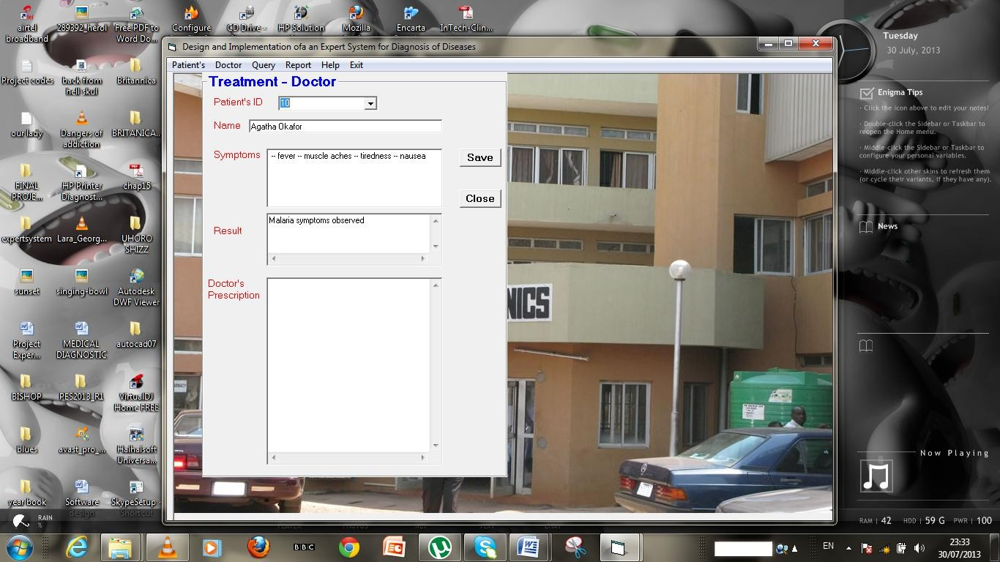 airtel
broadband
289392_herol
Free PDF to
Word Do...
Configure
CD Drive -
HP Solution
Mozilla
Encarta
InTech-Clin...
Project codes
back from
hell skul
Britannica
our lady
Dangers of
addiction
BRITANICA...
FINAL
PROJE...
HP Printer
Diagnost...
chap15
expertsystem
Lara_Georg...
UHORO
SHIZZ
sunset
singing-bowl
Autodesk
DWF Viewer
Project
Exper...
MEDICAL
DIAGNOSTIC
autocad07
BISHOP
PES2013_R1
VirtualDJ
Home FREE
blues
avast_pro_...
Haihaisoft
Universa...
year book
Software
design
SkypeSetup -
Shortcut
RAIN
%
Design and Implementation ofa an Expert System for Diagnosis of Diseases
Patient's Doctor Query Report Help Exit
Treatment - Doctor
Patient's ID 10
Name Agatha Okafor
Symptoms -- fever -- muscle aches -- tiredness -- nausea
Save
Close
Result Malaria symptoms observed
Doctor's
Prescription
NICS
Tuesday
30 July, 2013
Enigma Tips
· Click the icon above to edit your notes!
· Double-click the Sidebar or Taskbar to
reopen the Home menu.
· Middle-click the Sidebar or Taskbar to
configure your personal variables.
· Middle-click other skins to refresh them
(or cycle their variants, if they have any).
News
Now Playing
RAM | 42 HDD | 59 G PWR | 100
BBC
EN
23:33
30/07/2013